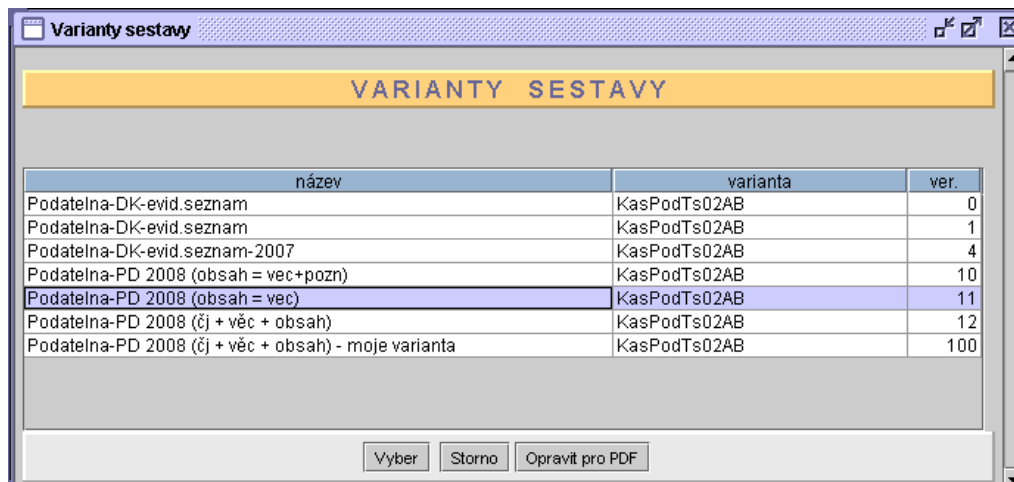 Varianty sestavy
VARIANTY SESTAVY
název varianta ver.
Podatelna-DK-evid.seznam KasPodTs02AB 0
Podatelna-DK-evid.seznam KasPodTs02AB 1
Podatelna-DK-evid.seznam-2007 KasPodTs02AB 4
Podatelna-PD 2008 (obsah = vec+pozn) KasPodTs02AB 10
Podatelna-PD 2008 (obsah = vec) KasPodTs02AB 11
Podatelna-PD 2008 (čj + věc + obsah) KasPodTs02AB 12
Podatelna-PD 2008 (čj + věc + obsah) - moje varianta KasPodTs02AB 100
Vyber Storno Opravit pro PDF